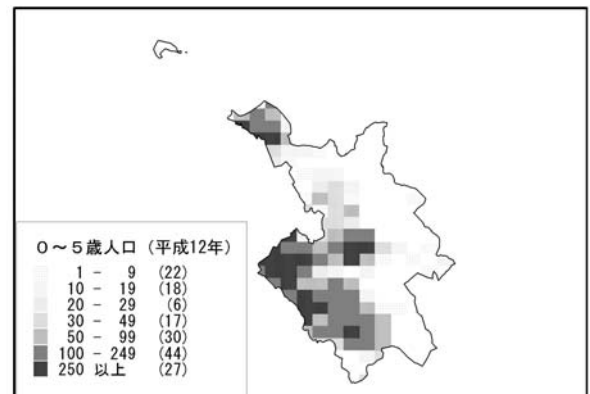 0～5歳人口 (平成12年)
1 - 9 (22)
10 - 19 (18)
20 - 29 (6)
30 - 49 (17)
50 - 99 (30)
100 - 249 (44)
250 以上 (27)